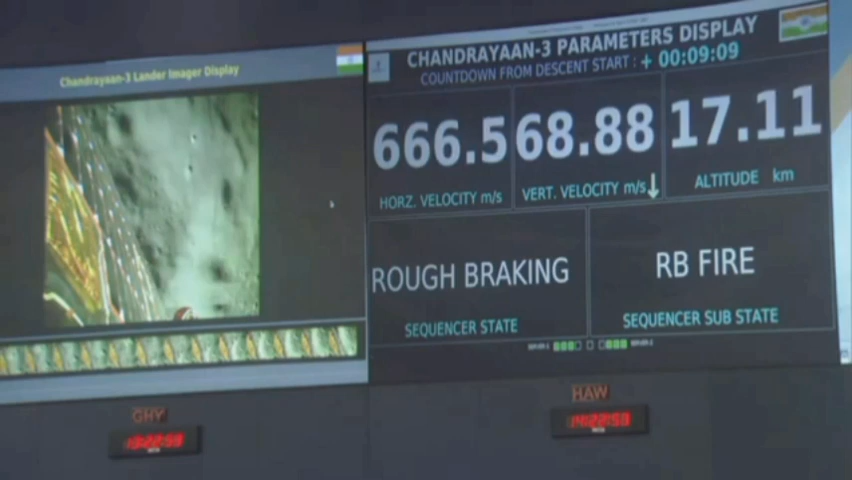 Chandrayaan-3 Lander Imager Display
CHANDRAYAAN-3 PARAMETERS DISPLAY
COUNTDOWN FROM DESCENT START : + 00:09:09
666.5
HORZ. VELOCITY m/s
68.88
VERT. VELOCITY m/s↓
17.11
ALTITUDE km
ROUGH BRAKING
SEQUENCER STATE
RB FIRE
SEQUENCER SUB STATE
GHY
HAW